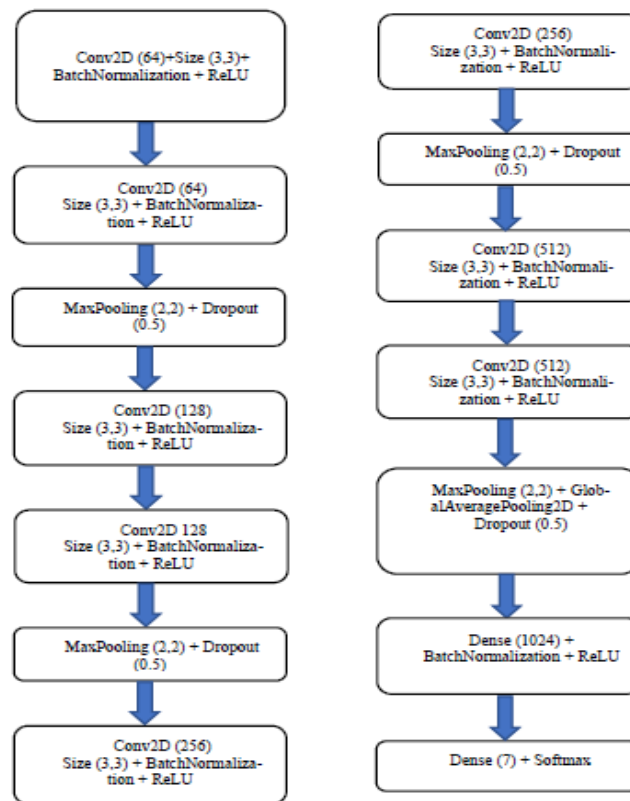 Conv2D (64)+Size (3,3)+
BatchNormalization + ReLU
Conv2D (64)
Size (3,3) + BatchNormaliza-
tion + ReLU
MaxPooling (2,2) + Dropout
(0.5)
Conv2D (128)
Size (3,3) + BatchNormaliza-
tion + ReLU
Conv2D 128
Size (3,3) + BatchNormaliza-
tion + ReLU
MaxPooling (2,2) + Dropout
(0.5)
Conv2D (256)
Size (3,3) + BatchNormaliza-
tion + ReLU
Conv2D (256)
Size (3,3) + BatchNormali-
zation + ReLU
MaxPooling (2,2) + Dropout
(0.5)
Conv2D (512)
Size (3,3) + BatchNormali-
zation + ReLU
Conv2D (512)
Size (3,3) + BatchNormali-
zation + ReLU
MaxPooling (2,2) + Glob-
alAveragePooling2D +
Dropout (0.5)
Dense (1024) +
BatchNormalization + ReLU
Dense (7) + Softmax